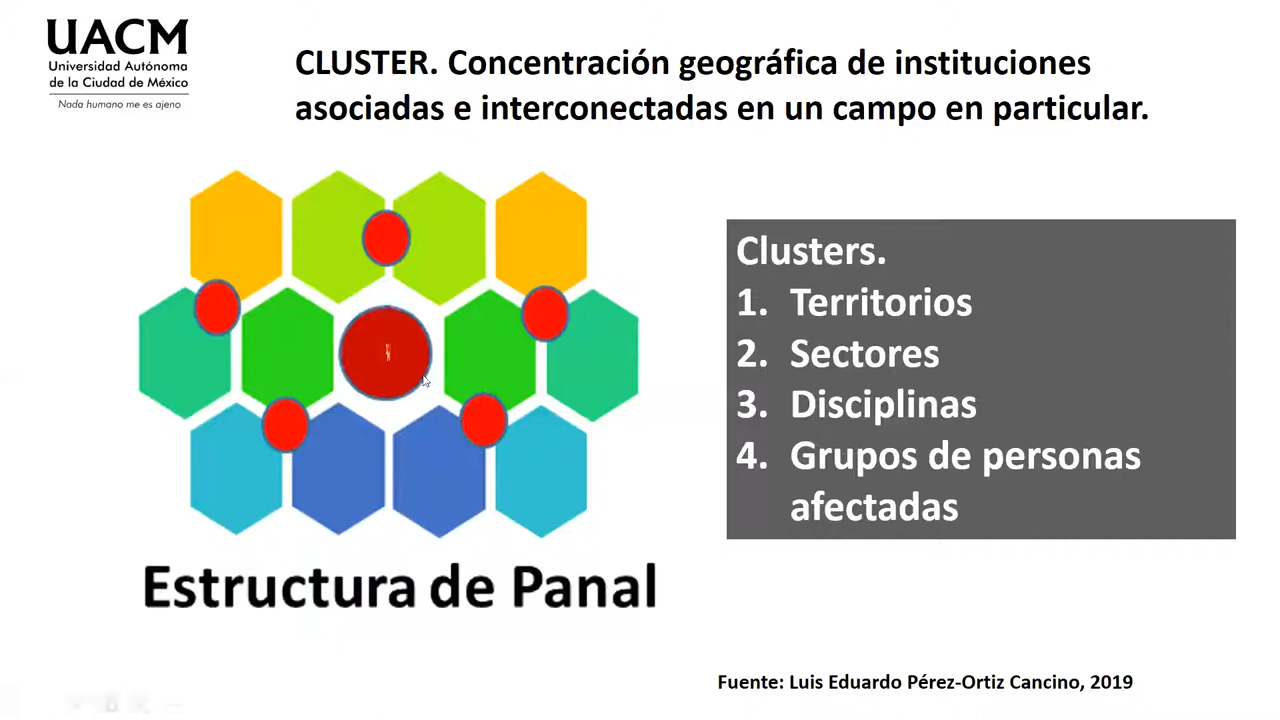 UACM
Universidad Autónoma
de la Ciudad de México
Nada humano me es ajeno
CLUSTER. Concentración geográfica de instituciones
asociadas e interconectadas en un campo en particular.
Clusters.
1. Territorios
2. Sectores
3. Disciplinas
4. Grupos de personas
afectadas
Estructura de Panal
Fuente: Luis Eduardo Pérez-Ortiz Cancino, 2019